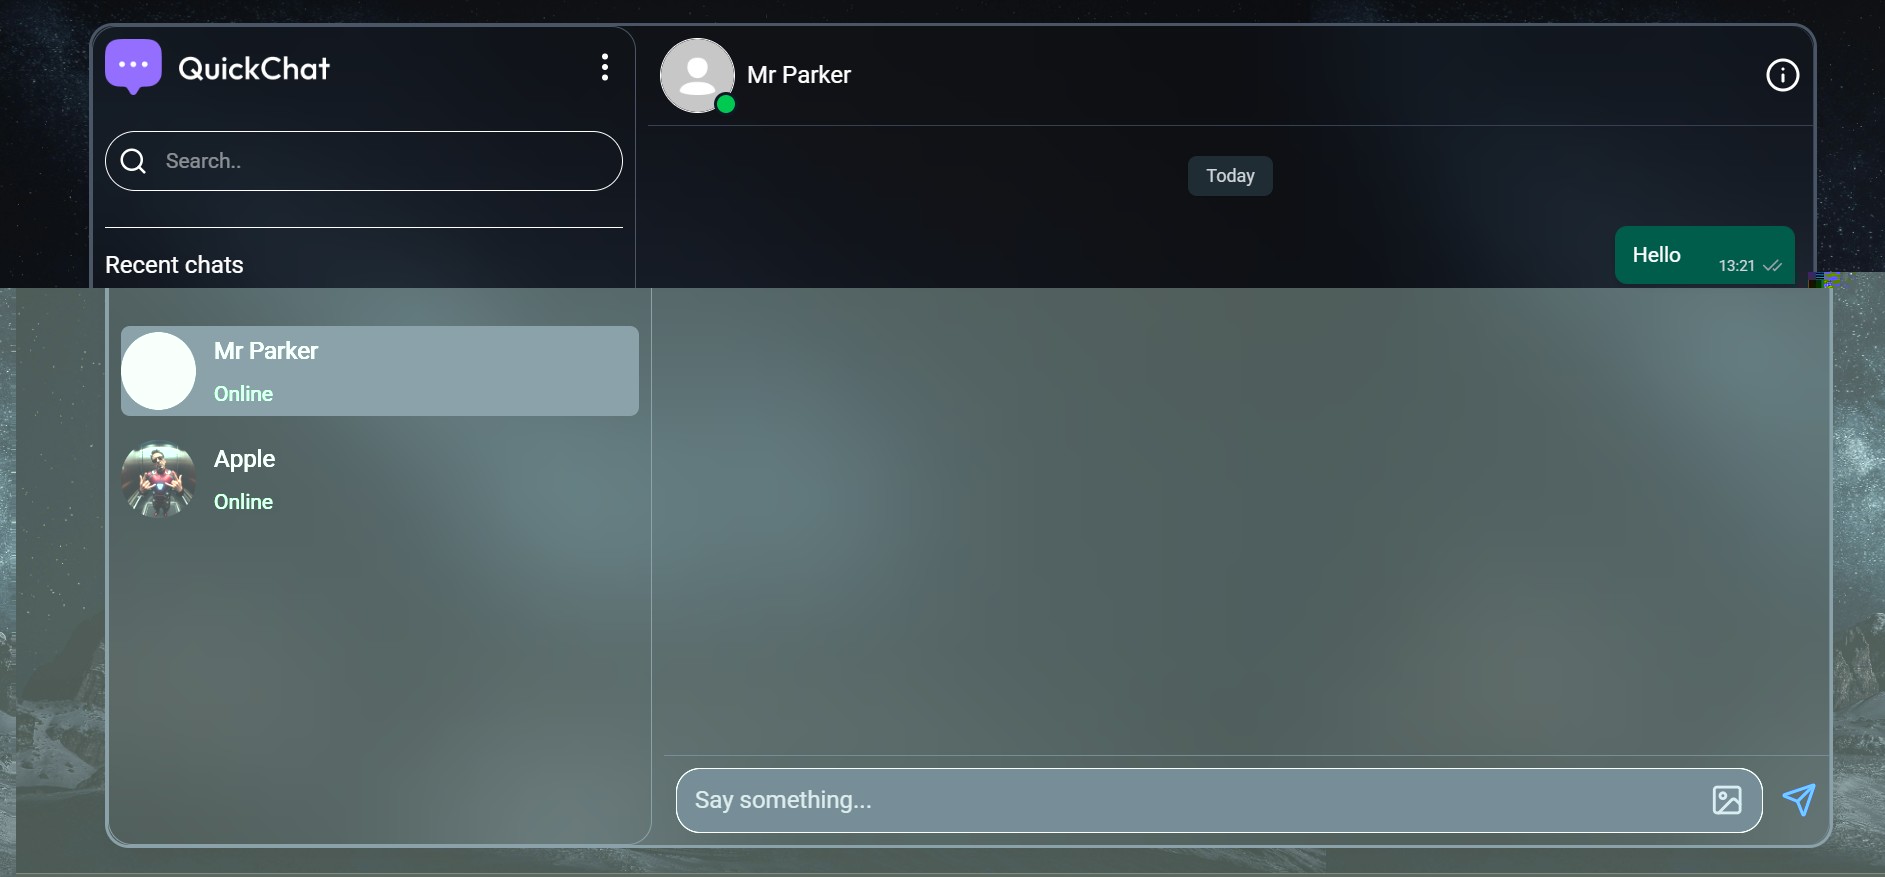 QuickChat
Search..
Recent chats
Mr Parker
Online
Apple
Online
Mr Parker
Today
Hello
13:21
Say something...